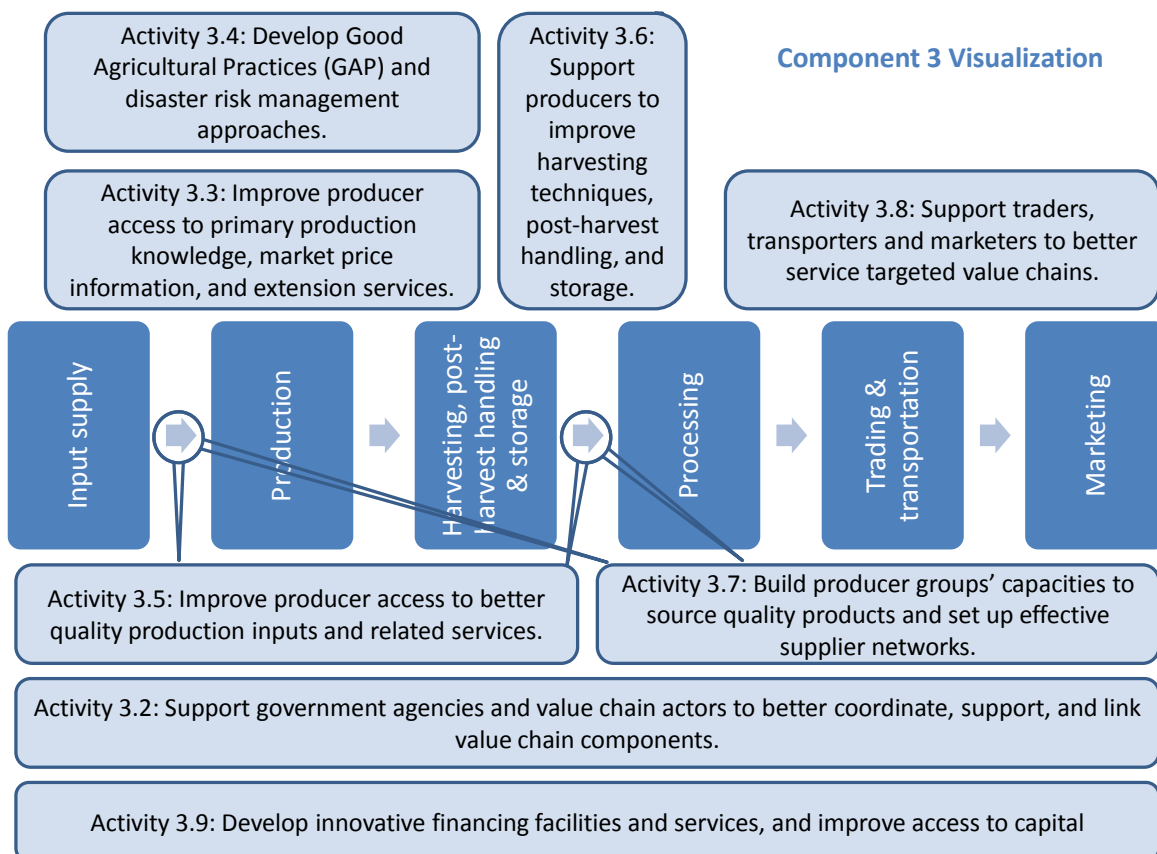 Activity 3.4: Develop Good
Agricultural Practices (GAP) and
disaster risk management
approaches.
Activity 3.6:
Support
producers to
improve
harvesting
techniques,
post-harvest
handling, and
storage.
Component 3 Visualization
Activity 3.3: Improve producer
access to primary production
knowledge, market price
information, and extension services.
Activity 3.8: Support traders,
transporters and marketers to better
service targeted value chains.
Input supply
Production
Harvesting, post-
harvest handling
& storage
Processing
Trading &
transportation
Marketing
Activity 3.5: Improve producer access to better
quality production inputs and related services.
Activity 3.7: Build producer groups’ capacities to
source quality products and set up effective
supplier networks.
Activity 3.2: Support government agencies and value chain actors to better coordinate, support, and link
value chain components.
Activity 3.9: Develop innovative financing facilities and services, and improve access to capital